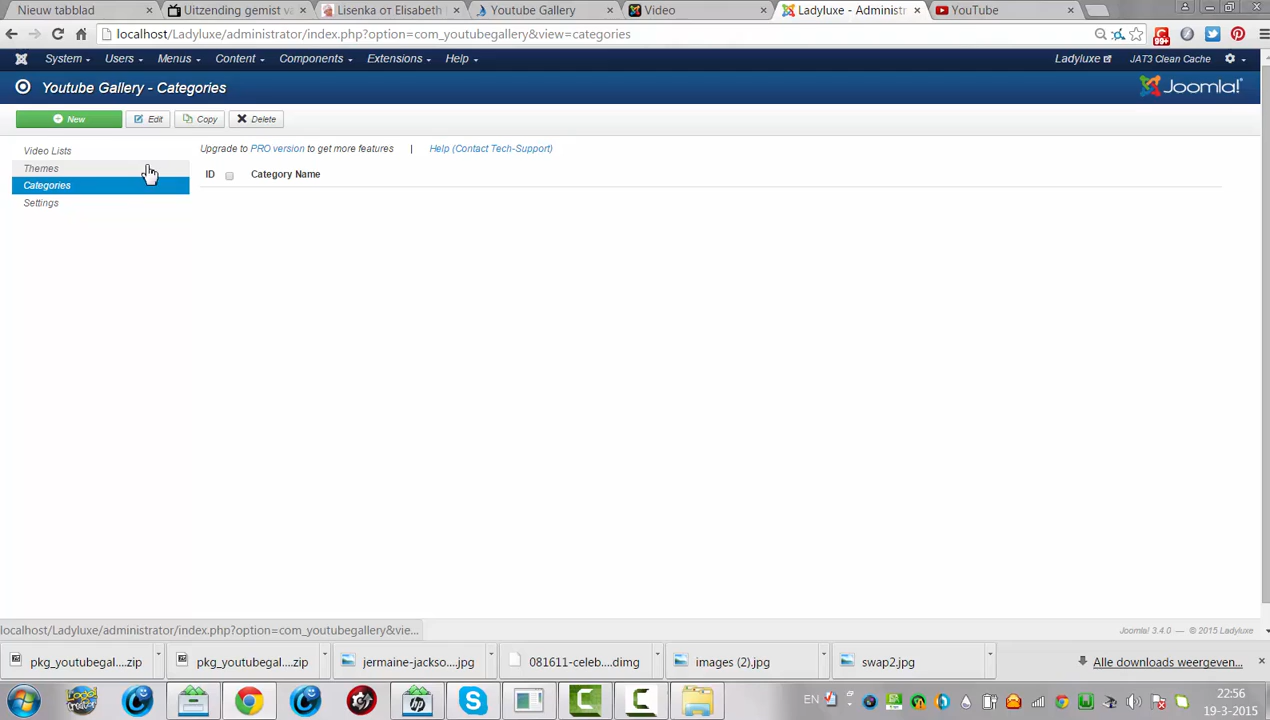 Nieuw tabblad
Uitzending gemist va
Lisenka от Elisabeth
Youtube Gallery
Video
Ladyluxe - Administr
YouTube
localhost/Ladyluxe/administrator/index.php?option=com_youtubegallery&view=categories
99+
System
Users
Menus
Content
Components
Extensions
Help
Ladyluxe
JAT3 Clean Cache
Youtube Gallery - Categories
Joomla!
New
Edit
Copy
Delete
Video Lists
Themes
Categories
Settings
Upgrade to PRO version to get more features | Help (Contact Tech-Support)
ID
Category Name
localhost/Ladyluxe/administrator/index.php?option=com_youtubegallery&vie...
Joomla! 3.4.0 — © 2015 Ladyluxe
pkg_youtubegal....zip
pkg_youtubegal....zip
jermaine-jackso....jpg
081611-celeb....dimg
images (2).jpg
swap2.jpg
Alle downloads weergeven...
EN
22:56
19-3-2015